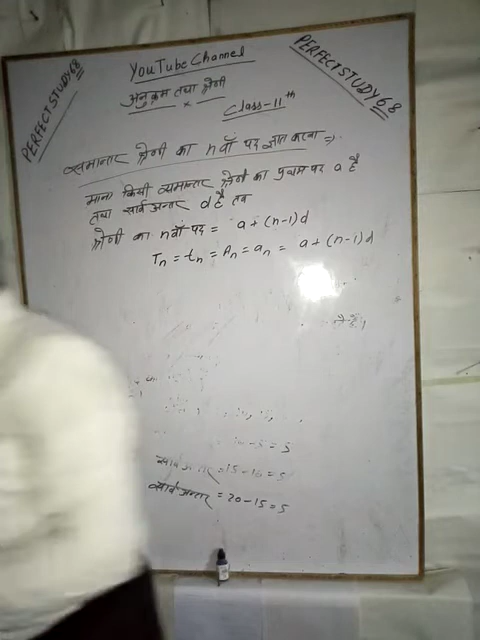 YouTube Channel
PERFECTSTUDY68
PERFECTSTUDY68
अनुक्रम तथा श्रेणी
Class-11th
समान्तर श्रेणी का nवाँ पद ज्ञात करना ⇒
माना किसी समान्तर श्रेणी का प्रथम पद a है
तथा सार्व अन्तर d है तब
श्रेणी का nवाँ पद = a + (n-1)d
Tn = tn = An = an = a + (n-1)d
= 5
सार्व अन्तर = 15-10 = 5
सार्व अन्तर = 20-15 = 5